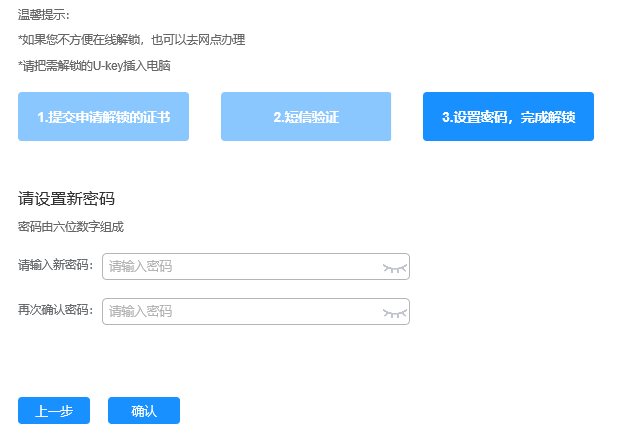 温馨提示：
*如果您不方便在线解锁，也可以去网点办理
*请把需解锁的U-key插入电脑
1.提交申请解锁的证书 2.短信验证 3.设置密码，完成解锁
请设置新密码
密码由六位数字组成
请输入新密码： 请输入密码
再次确认密码： 请输入密码
上一步 确认